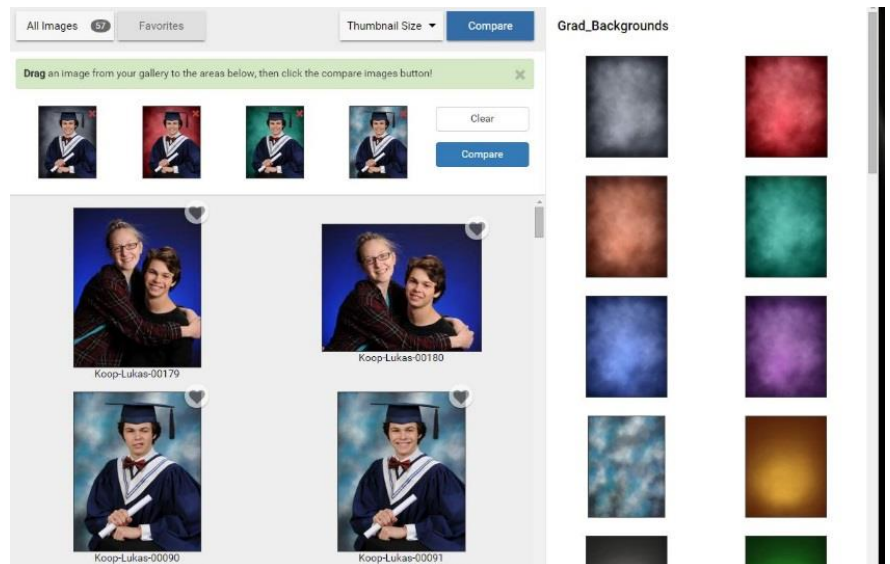 All Images 57
Favorites
Thumbnail Size
Compare
Grad_Backgrounds
Drag an image from your gallery to the areas below, then click the compare images button!
Clear
Compare
Koop-Lukas-00179
Koop-Lukas-00180
Koop-Lukas-00090
Koop-Lukas-00091